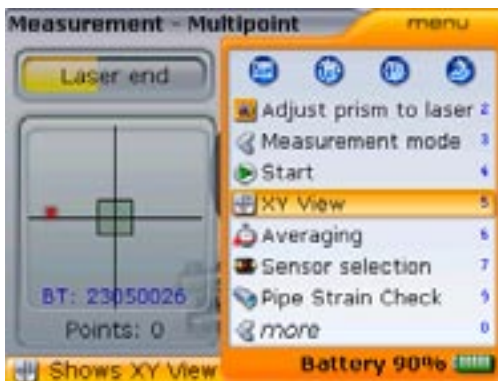 Measurement - Multipoint
menu
Laser end
Adjust prism to laser 2
Measurement mode 3
Start 4
XY View 5
Averaging 6
Sensor selection 7
Pipe Strain Check 9
more 0
BT: 23050026
Points: 0
Shows XY View
Battery 90%